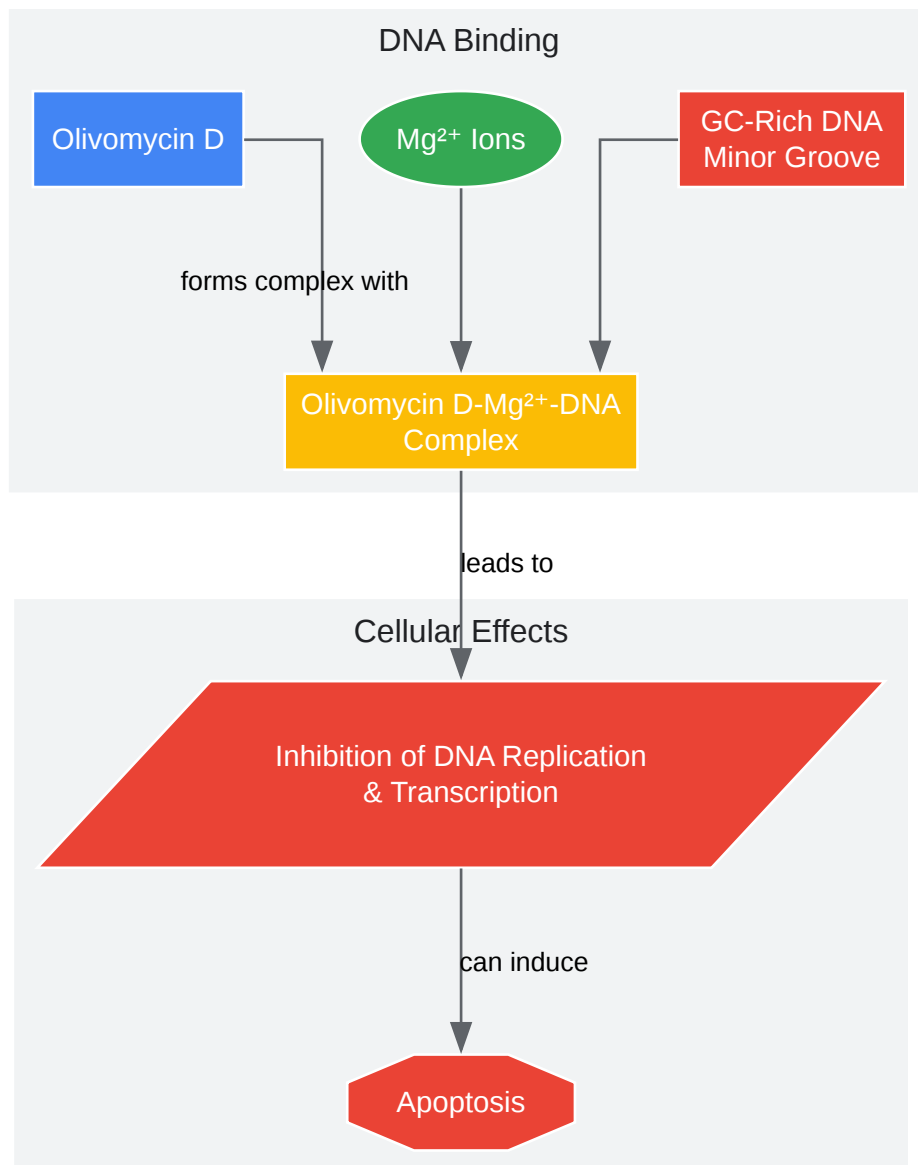 DNA Binding
Olivomycin D
Mg²⁺ Ions
GC-Rich DNA
Minor Groove
forms complex with
Olivomycin D-Mg²⁺-DNA
Complex
leads to
Cellular Effects
Inhibition of DNA Replication
& Transcription
can induce
Apoptosis